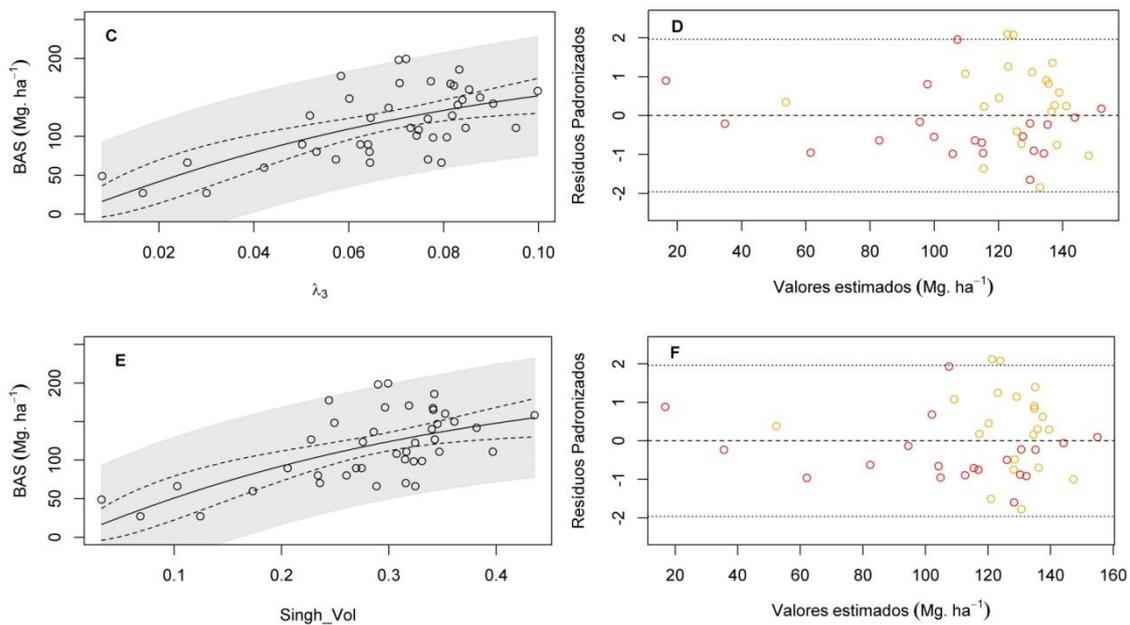 C
BAS (Mg. ha⁻¹)
0 50 100 200
0.02 0.04 0.06 0.08 0.10
λ₃
D
Resíduos Padronizados
-2 -1 0 1 2
20 40 60 80 100 120 140
Valores estimados (Mg. ha⁻¹)
E
BAS (Mg. ha⁻¹)
0 50 100 200
0.1 0.2 0.3 0.4
Singh_Vol
F
Resíduos Padronizados
-2 -1 0 1 2
20 40 60 80 100 120 140 160
Valores estimados (Mg. ha⁻¹)